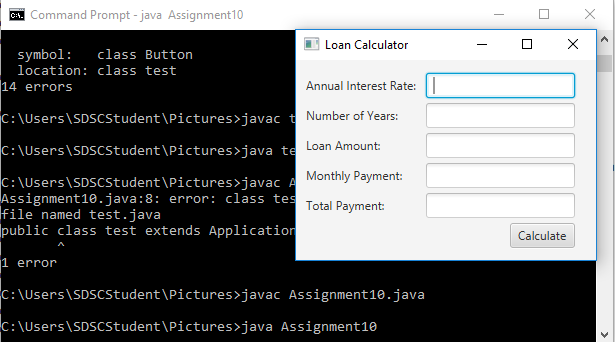 Command Prompt - java Assignment10
symbol:   class Button
location: class test
14 errors
C:\Users\SDSCStudent\Pictures>javac t
C:\Users\SDSCStudent\Pictures>java te
C:\Users\SDSCStudent\Pictures>javac A
Assignment10.java:8: error: class tes
file named test.java
public class test extends Application
^
1 error
C:\Users\SDSCStudent\Pictures>javac Assignment10.java
C:\Users\SDSCStudent\Pictures>java Assignment10
Loan Calculator
Annual Interest Rate:
Number of Years:
Loan Amount:
Monthly Payment:
Total Payment:
Calculate